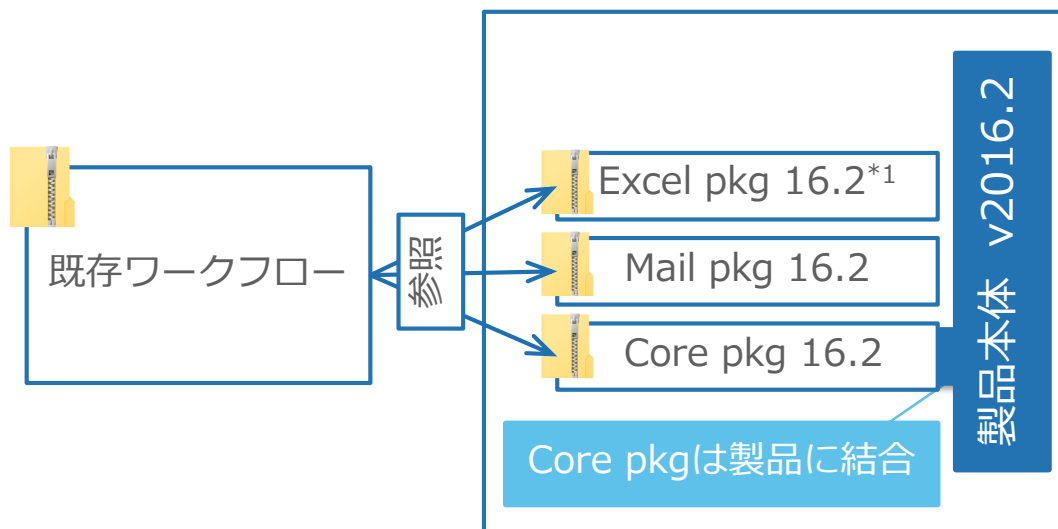 既存ワークフロー
参照
Excel pkg 16.2*1
Mail pkg 16.2
Core pkg 16.2
Core pkgは製品に結合
製品本体 v2016.2